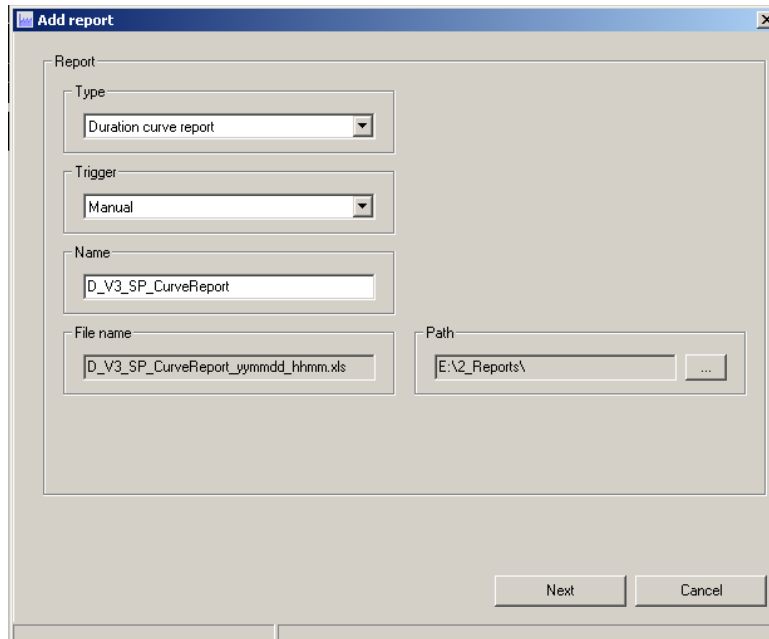 Add report
Report
Type
Duration curve report
Trigger
Manual
Name
D_V3_SP_CurveReport
File name
D_V3_SP_CurveReport_yymmdd_hhmm.xls
Path
E:\2_Reports\
...
Next
Cancel